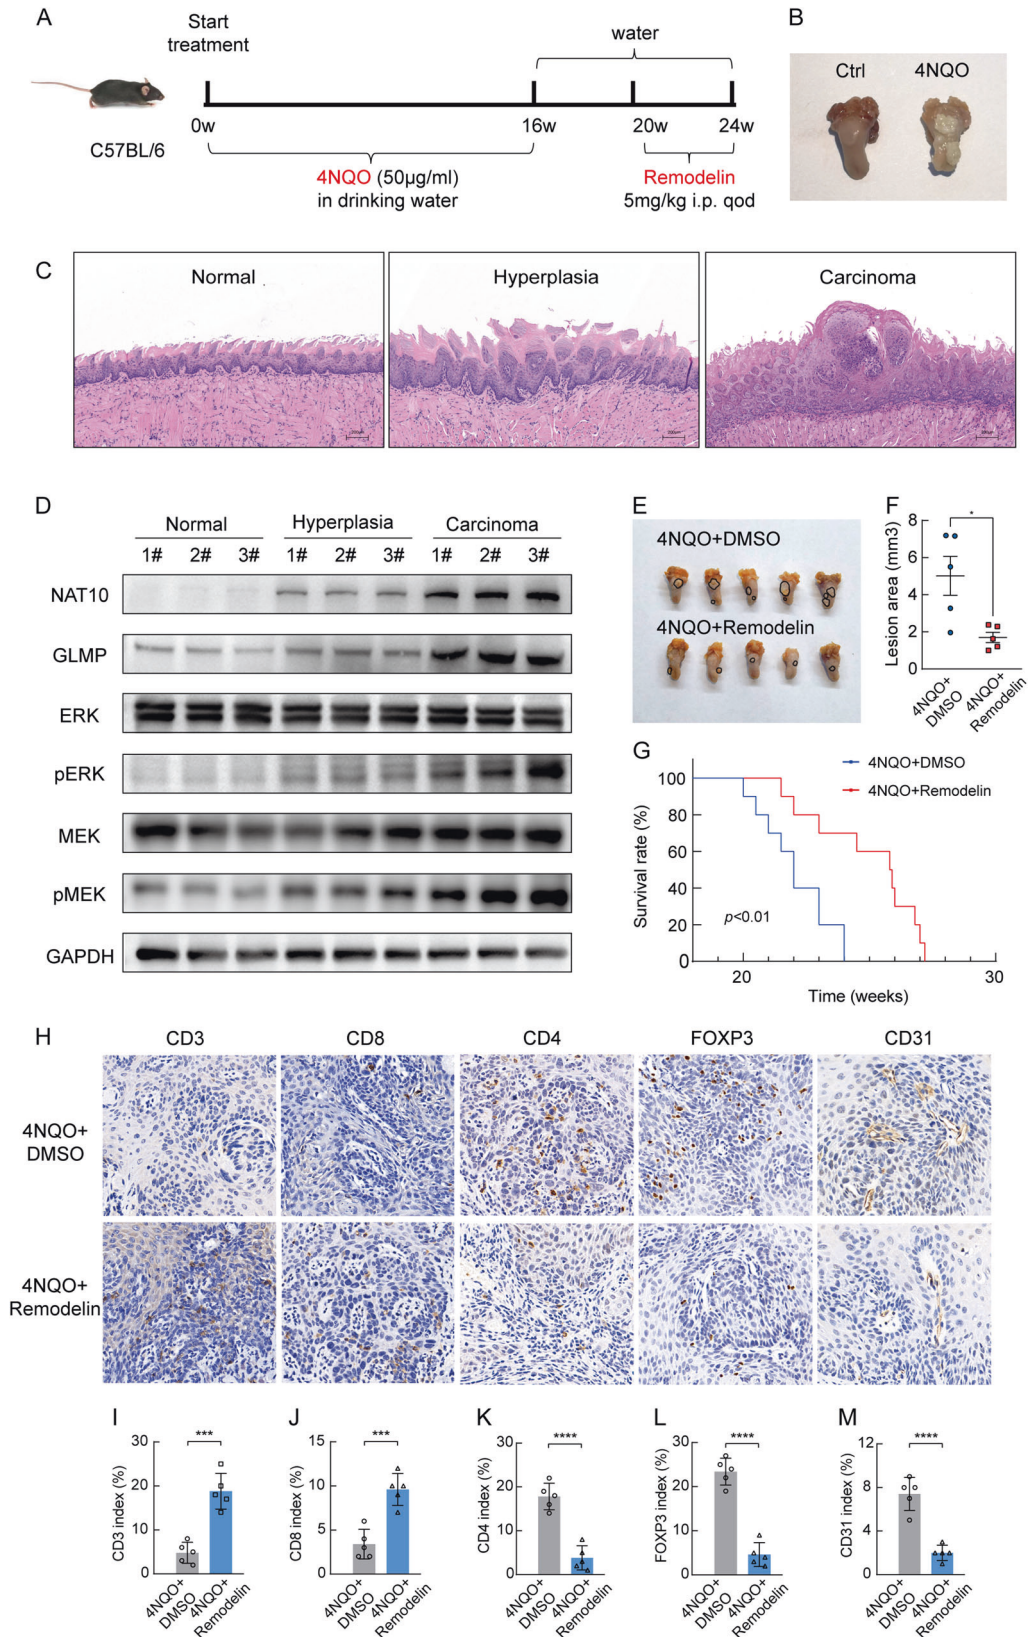 A
Start
treatment
C57BL/6
water
0w
16w
20w
24w
4NQO (50µg/ml)
in drinking water
Remodelin
5mg/kg i.p. qod
B
Ctrl
4NQO
C
Normal
Hyperplasia
Carcinoma
D
Normal
Hyperplasia
Carcinoma
1# 2# 3# 1# 2# 3# 1# 2# 3#
NAT10
GLMP
ERK
pERK
MEK
pMEK
GAPDH
E
4NQO+DMSO
4NQO+Remodelin
F
Lesion area (mm3)
8
6
4
2
0
4NQO+
DMSO
4NQO+
Remodelin
*
G
Survival rate (%)
100
80
60
40
20
0
20
30
Time (weeks)
4NQO+DMSO
4NQO+Remodelin
p<0.01
H
CD3
CD8
CD4
FOXP3
CD31
4NQO+
DMSO
4NQO+
Remodelin
I
CD3 index (%)
30
20
10
0
***
4NQO+
DMSO
4NQO+
Remodelin
J
CD8 index (%)
15
10
5
0
***
4NQO+
DMSO
4NQO+
Remodelin
K
CD4 index (%)
30
20
10
0
****
4NQO+
DMSO
4NQO+
Remodelin
L
FOXP3 index (%)
30
20
10
0
****
4NQO+
DMSO
4NQO+
Remodelin
M
CD31 index (%)
12
9
6
3
0
****
4NQO+
DMSO
4NQO+
Remodelin